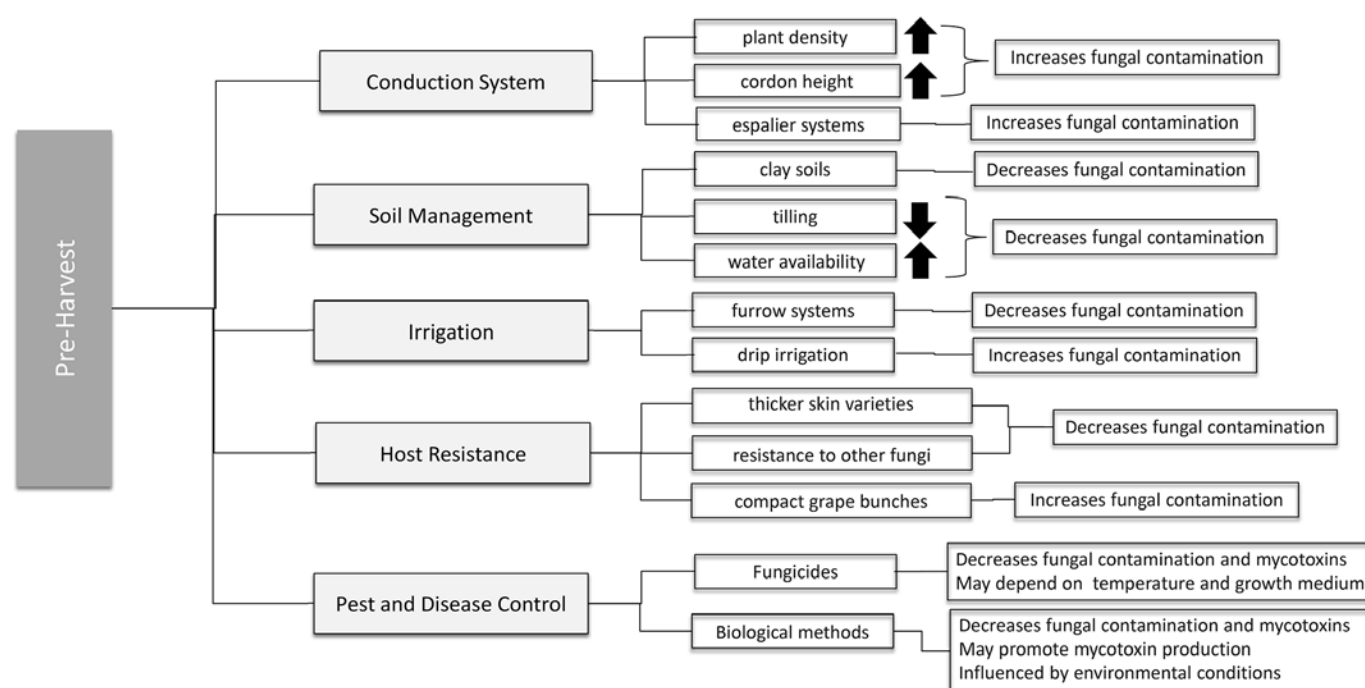 Pre-Harvest
Conduction System
plant density
cordon height
Increases fungal contamination
espalier systems
Increases fungal contamination
Soil Management
clay soils
Decreases fungal contamination
tilling
water availability
Decreases fungal contamination
Irrigation
furrow systems
Decreases fungal contamination
drip irrigation
Increases fungal contamination
Host Resistance
thicker skin varieties
resistance to other fungi
Decreases fungal contamination
compact grape bunches
Increases fungal contamination
Pest and Disease Control
Fungicides
Decreases fungal contamination and mycotoxins
May depend on temperature and growth medium
Biological methods
Decreases fungal contamination and mycotoxins
May promote mycotoxin production
Influenced by environmental conditions